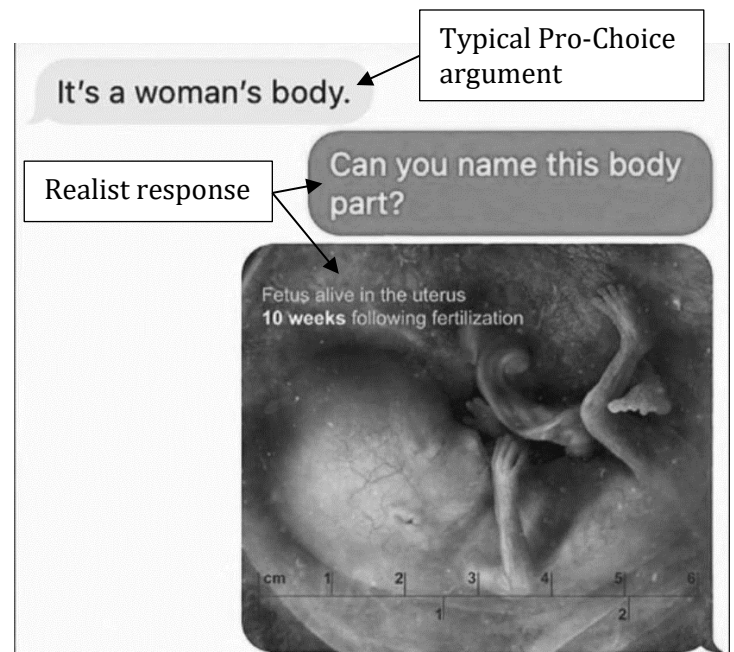 Typical Pro-Choice
argument
It's a woman's body.
Can you name this body
part?
Realist response
Fetus alive in the uterus
10 weeks following fertilization
cm 1 2 3 4 5 6
1 2